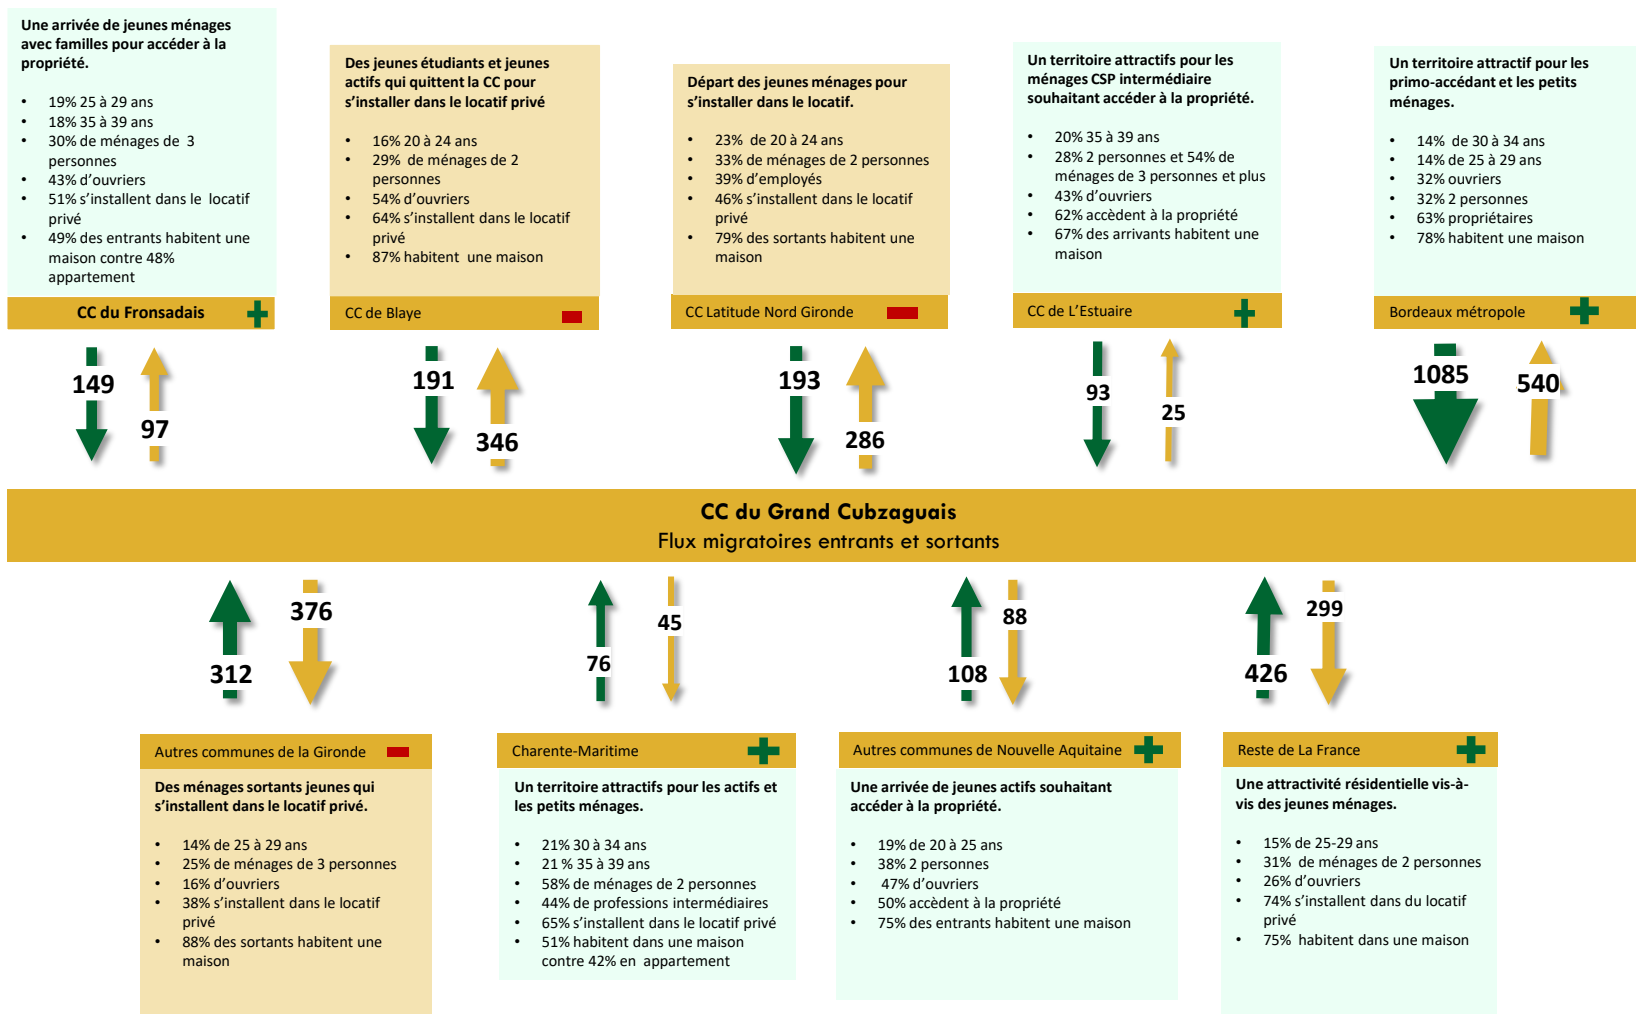 Une arrivée de jeunes ménages
avec familles pour accéder à la
propriété.
• 19% 25 à 29 ans
• 18% 35 à 39 ans
• 30% de ménages de 3
personnes
• 43% d’ouvriers
• 51% s’installent dans le locatif
privé
• 49% des entrants habitent une
maison contre 48%
appartement
CC du Fronsadais
149
97
Des jeunes étudiants et jeunes
actifs qui quittent la CC pour
s’installer dans le locatif privé
• 16% 20 à 24 ans
• 29% de ménages de 2
personnes
• 54% d’ouvriers
• 64% s’installent dans le locatif
privé
• 87% habitent une maison
CC de Blaye
191
346
Départ des jeunes ménages pour
s’installer dans le locatif.
• 23% de 20 à 24 ans
• 33% de ménages de 2 personnes
• 39% d’employés
• 46% s’installent dans le locatif
privé
• 79% des sortants habitent une
maison
CC Latitude Nord Gironde
193
286
Un territoire attractifs pour les
ménages CSP intermédiaire
souhaitant accéder à la propriété.
• 20% 35 à 39 ans
• 28% 2 personnes et 54% de
ménages de 3 personnes et plus
• 43% d’ouvriers
• 62% accèdent à la propriété
• 67% des arrivants habitent une
maison
CC de L’Estuaire
93
25
Un territoire attractif pour les
primo-accédant et les petits
ménages.
• 14% de 30 à 34 ans
• 14% de 25 à 29 ans
• 32% ouvriers
• 32% 2 personnes
• 63% propriétaires
• 78% habitent une maison
Bordeaux métropole
1085
540
CC du Grand Cubzaguais
Flux migratoires entrants et sortants
312
376
Autres communes de la Gironde
Des ménages sortants jeunes qui
s’installent dans le locatif privé.
• 14% de 25 à 29 ans
• 25% de ménages de 3 personnes
• 16% d’ouvriers
• 38% s’installent dans le locatif
privé
• 88% des sortants habitent une
maison
76
45
Charente-Maritime
Un territoire attractifs pour les actifs et
les petits ménages.
• 21% 30 à 34 ans
• 21 % 35 à 39 ans
• 58% de ménages de 2 personnes
• 44% de professions intermédiaires
• 65% s’installent dans le locatif privé
• 51% habitent dans une maison
contre 42% en appartement
108
88
Autres communes de Nouvelle Aquitaine
Une arrivée de jeunes actifs souhaitant
accéder à la propriété.
• 19% de 20 à 25 ans
• 38% 2 personnes
• 47% d’ouvriers
• 50% accèdent à la propriété
• 75% des entrants habitent une maison
426
299
Reste de La France
Une attractivité résidentielle vis-à-
vis des jeunes ménages.
• 15% de 25-29 ans
• 31% de ménages de 2 personnes
• 26% d’ouvriers
• 74% s’installent dans du locatif
privé
• 75% habitent dans une maison